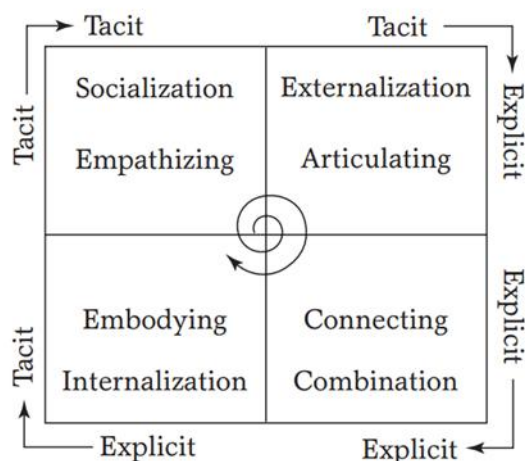 Tacit
Tacit
Tacit
Explicit
Socialization
Externalization
Empathizing
Articulating
Embodying
Connecting
Internalization
Combination
Tacit
Explicit
Explicit
Explicit